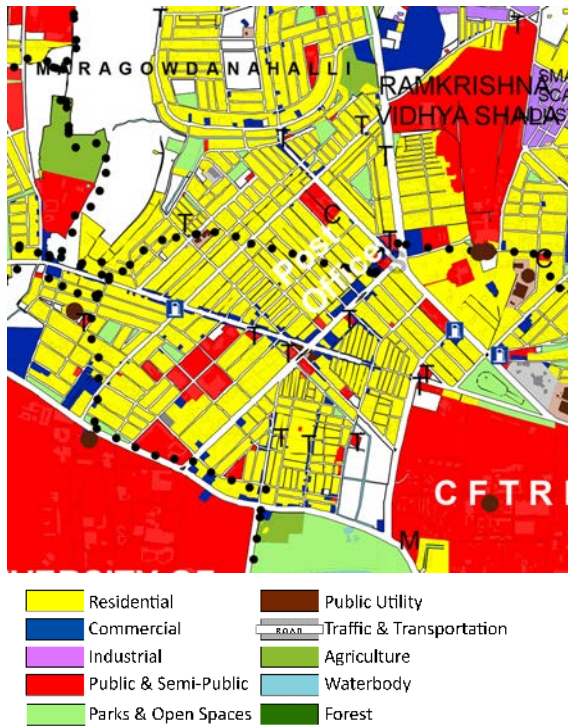 MARAGOWDANAHALLI
RAMKRISHNA
VIDHYA SHALA
T
T
T
T
T
C
T
T
Post
Office
C
T
T
T
T
T
T
T
T
T
T
CFTRI
M
Residential
Commercial
Industrial
Public & Semi-Public
Parks & Open Spaces
Public Utility
ROAD
Traffic & Transportation
Agriculture
Waterbody
Forest